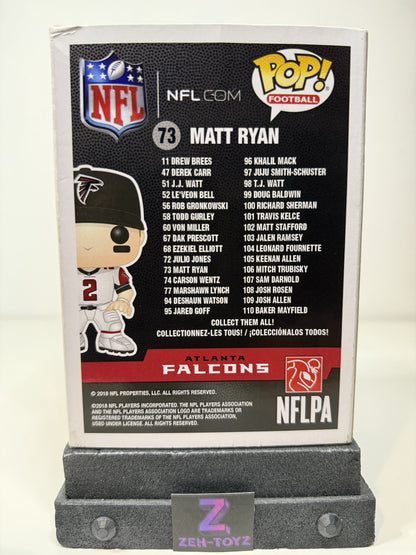 NFL
NFL.COM
POP!
FOOTBALL
73 MATT RYAN
11 DREW BREES
47 DEREK CARR
51 J.J. WATT
52 LE'VEON BELL
56 ROB GRONKOWSKI
58 TODD GURLEY
60 VON MILLER
67 DAK PRESCOTT
68 EZEKIEL ELLIOTT
72 JULIO JONES
73 MATT RYAN
74 CARSON WENTZ
77 MARSHAWN LYNCH
94 DESHAUN WATSON
95 JARED GOFF
96 KHALIL MACK
97 JUJU SMITH-SCHUSTER
98 T.J. WATT
99 DOUG BALDWIN
100 RICHARD SHERMAN
101 TRAVIS KELCE
102 MATT STAFFORD
103 JALEN RAMSEY
104 LEONARD FOURNETTE
105 KEENAN ALLEN
106 MITCH TRUBISKY
107 SAM DARNOLD
108 JOSH ROSEN
109 JOSH ALLEN
110 BAKER MAYFIELD
COLLECT THEM ALL!
COLLECTIONNEZ-LES TOUS! / ¡COLECCIÓNALOS TODOS!
2
ATLANTA
FALCONS
NFLPA
© 2018 NFL PROPERTIES, LLC. ALL RIGHTS RESERVED.
©2018 NFL PLAYERS INCORPORATED. THE NFL PLAYERS ASSOCIATION
AND THE NFL PLAYERS ASSOCIATION LOGO ARE TRADEMARKS OR
REGISTERED TRADEMARKS OF THE NFL PLAYERS ASSOCIATION,
USED UNDER LICENSE. ALL RIGHTS RESERVED.
Z
ZEH-TOYZ